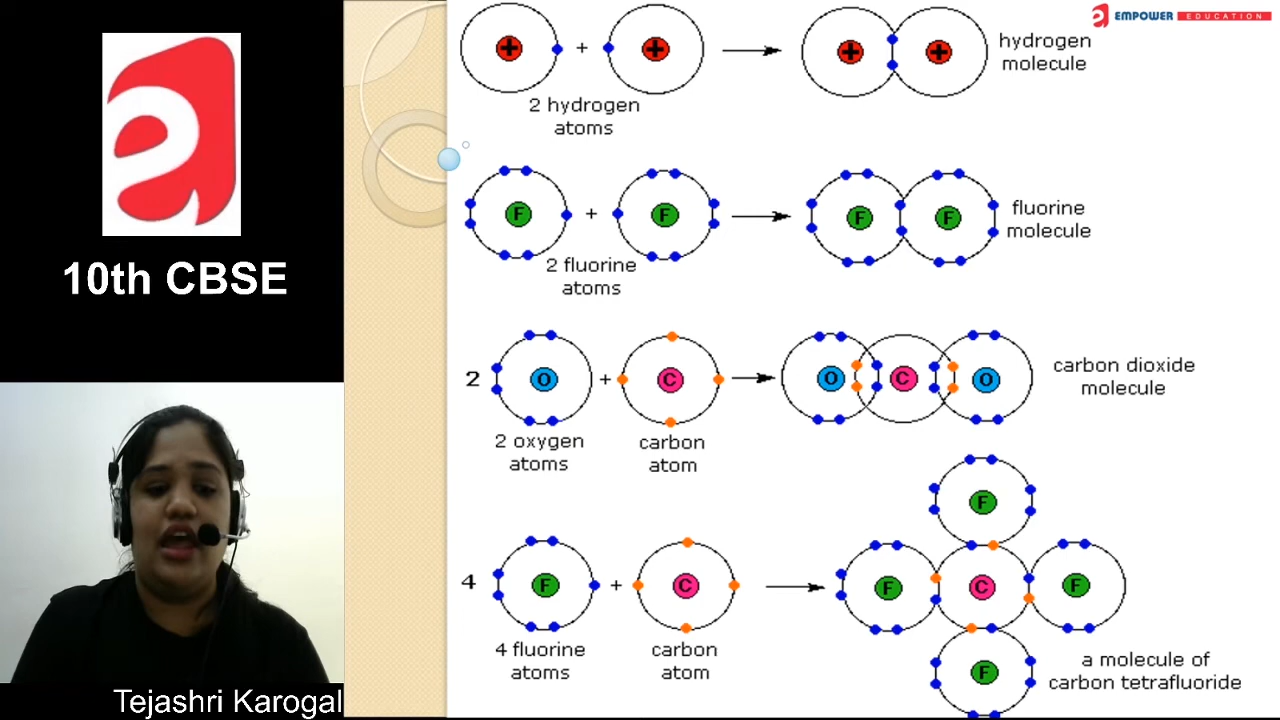 EMPOWER EDUCATION
10th CBSE
Tejashri Karogal
+ + + → + +
hydrogen
molecule
2 hydrogen
atoms
F + F → F F
fluorine
molecule
2 fluorine
atoms
2 O + C → O C O
carbon dioxide
molecule
2 oxygen
atoms
carbon
atom
F
4 F + C → F C F
F
4 fluorine
atoms
carbon
atom
a molecule of
carbon tetrafluoride